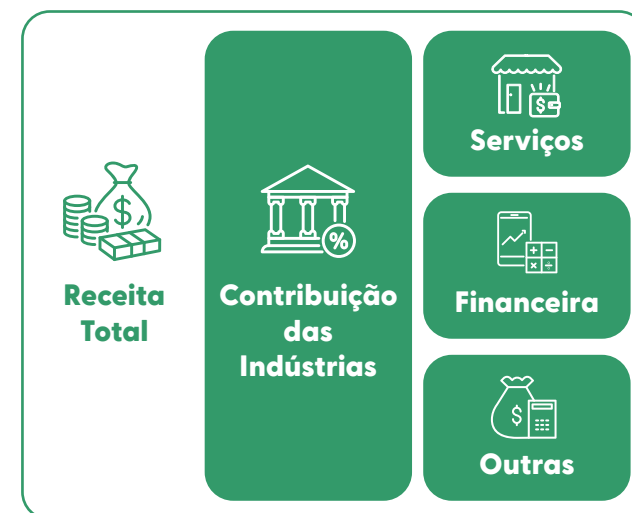 Receita
Total
Contribuição
das
Indústrias
$
%
Serviços
$
Financeira
+ −
× ÷
Outras
$